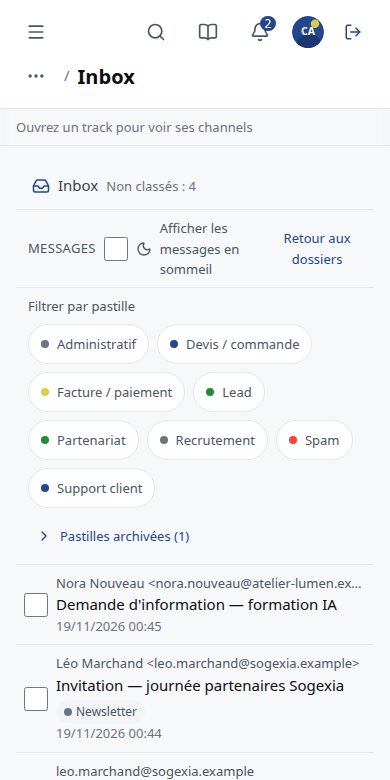 2
CA
... / Inbox
Ouvrez un track pour voir ses channels
Inbox Non classés : 4
MESSAGES
Afficher les
messages en
sommeil
Retour aux
dossiers
Filtrer par pastille
Administratif
Devis / commande
Facture / paiement
Lead
Partenariat
Recrutement
Spam
Support client
Pastilles archivées (1)
Nora Nouveau <nora.nouveau@atelier-lumen.ex...
Demande d'information — formation IA
19/11/2026 00:45
Léo Marchand <leo.marchand@sogexia.example>
Invitation — journée partenaires Sogexia
Newsletter
19/11/2026 00:44
leo.marchand@sogexia.example